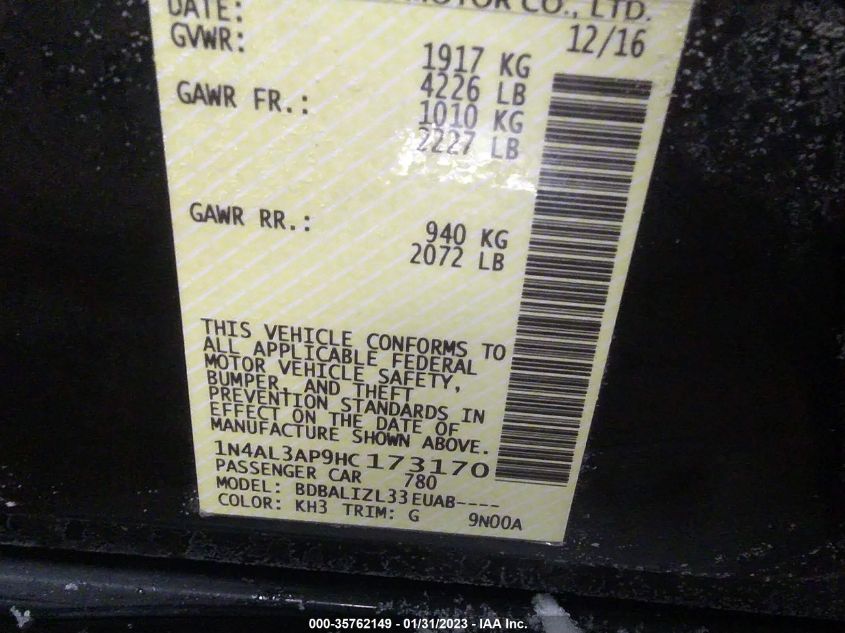 MOTOR CO., LTD.
DATE: 12/16
GVWR: 1917 KG
4226 LB
GAWR FR.: 1010 KG
2227 LB
GAWR RR.: 940 KG
2072 LB
THIS VEHICLE CONFORMS TO
ALL APPLICABLE FEDERAL
MOTOR VEHICLE SAFETY,
BUMPER, AND THEFT
PREVENTION STANDARDS IN
EFFECT ON THE DATE OF
MANUFACTURE SHOWN ABOVE.
1N4AL3AP9HC173170
PASSENGER CAR 780
MODEL: BDBALIZL33EUAB----
COLOR: KH3 TRIM: G 9N00A
000-35762149 - 01/31/2023 - IAA Inc.